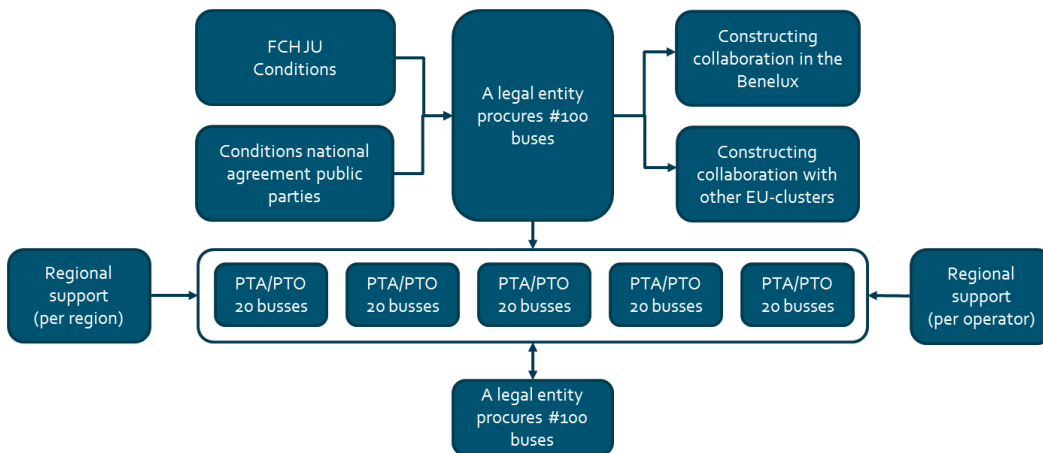 FCH JU
Conditions
A legal entity
procures #100
buses
Constructing
collaboration in the
Benelux
Conditions national
agreement public
parties
Constructing
collaboration with
other EU-clusters
Regional
support
(per region)
PTA/PTO
20 busses
PTA/PTO
20 busses
PTA/PTO
20 busses
PTA/PTO
20 busses
PTA/PTO
20 busses
Regional
support
(per operator)
A legal entity
procures #100
buses